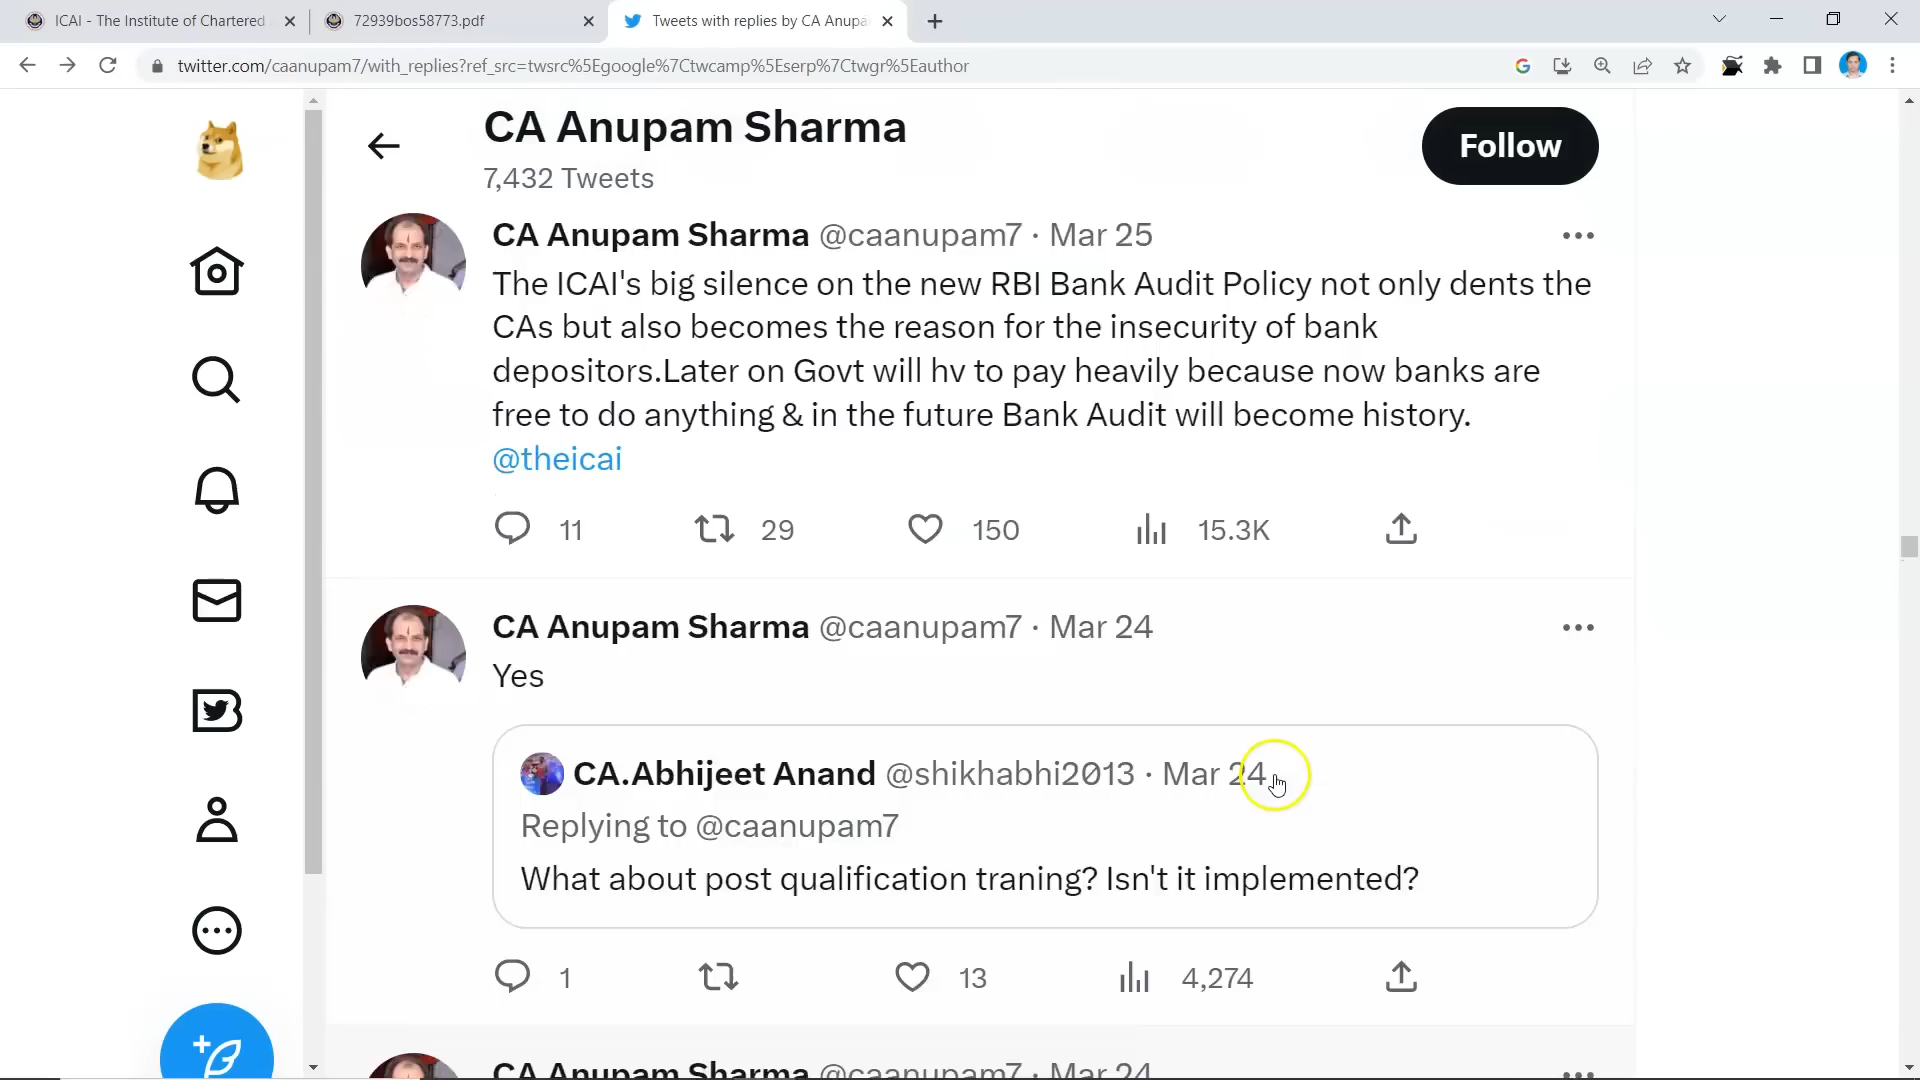 ICAI - The Institute of Chartered
72939bos58773.pdf
Tweets with replies by CA Anupa
twitter.com/caanupam7/with_replies?ref_src=twsrc%5Egoogle%7Ctwcamp%5Eserp%7Ctwgr%5Eauthor
CA Anupam Sharma
7,432 Tweets
Follow
CA Anupam Sharma @caanupam7 · Mar 25
The ICAI's big silence on the new RBI Bank Audit Policy not only dents the
CAs but also becomes the reason for the insecurity of bank
depositors.Later on Govt will hv to pay heavily because now banks are
free to do anything & in the future Bank Audit will become history.
@theicai
11 29 150 15.3K
CA Anupam Sharma @caanupam7 · Mar 24
Yes
CA.Abhijeet Anand @shikhabhi2013 · Mar 24
Replying to @caanupam7
What about post qualification traning? Isn't it implemented?
1 13 4,274
CA Anupam Sharma @caanupam7 · Mar 24